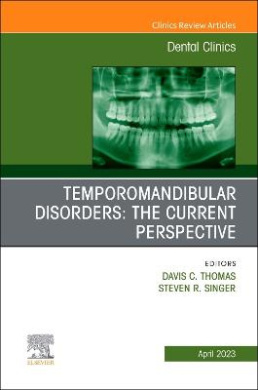 Clinics Review Articles
Dental Clinics
TEMPOROMANDIBULAR
DISORDERS: THE CURRENT
PERSPECTIVE
EDITORS
DAVIS C. THOMAS
STEVEN R. SINGER
ELSEVIER
April 2023